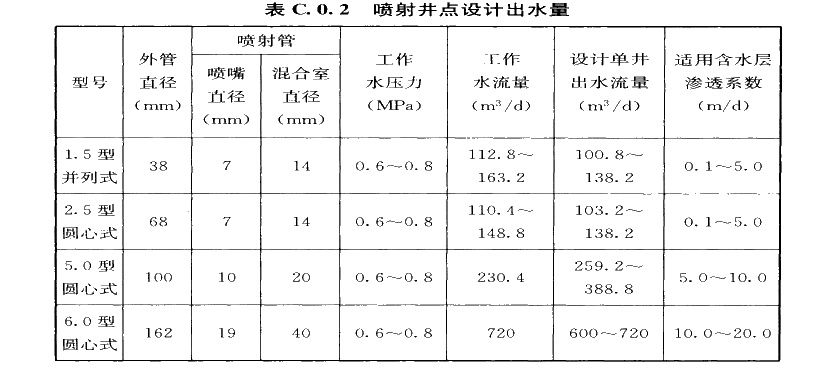 表 C.0.2 喷射井点设计出水量
型号
外管
直径
(mm)
喷射管
喷嘴
直径
(mm)
混合室
直径
(mm)
工作
水压力
(MPa)
工作
水流量
(m³/d)
设计单井
出水流量
(m³/d)
适用含水层
渗透系数
(m/d)
1.5 型
并列式
38
7
14
0.6~0.8
112.8~
163.2
100.8~
138.2
0.1~5.0
2.5 型
圆心式
68
7
14
0.6~0.8
110.4~
148.8
103.2~
138.2
0.1~5.0
5.0 型
圆心式
100
10
20
0.6~0.8
230.4
259.2~
388.8
5.0~10.0
6.0 型
圆心式
162
19
40
0.6~0.8
720
600~720
10.0~20.0